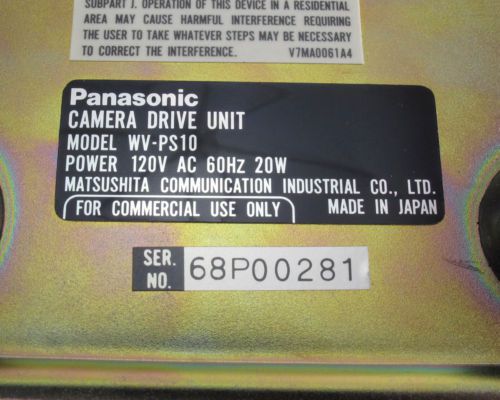 SUBPART J. OPERATION OF THIS DEVICE IN A RESIDENTIAL
AREA MAY CAUSE HARMFUL INTERFERENCE REQUIRING
THE USER TO TAKE WHATEVER STEPS MAY BE NECESSARY
TO CORRECT THE INTERFERENCE. V7MA0061A4
Panasonic
CAMERA DRIVE UNIT
MODEL WV-PS10
POWER 120V AC 60Hz 20W
MATSUSHITA COMMUNICATION INDUSTRIAL CO., LTD.
FOR COMMERCIAL USE ONLY MADE IN JAPAN
SER. NO. 68P00281